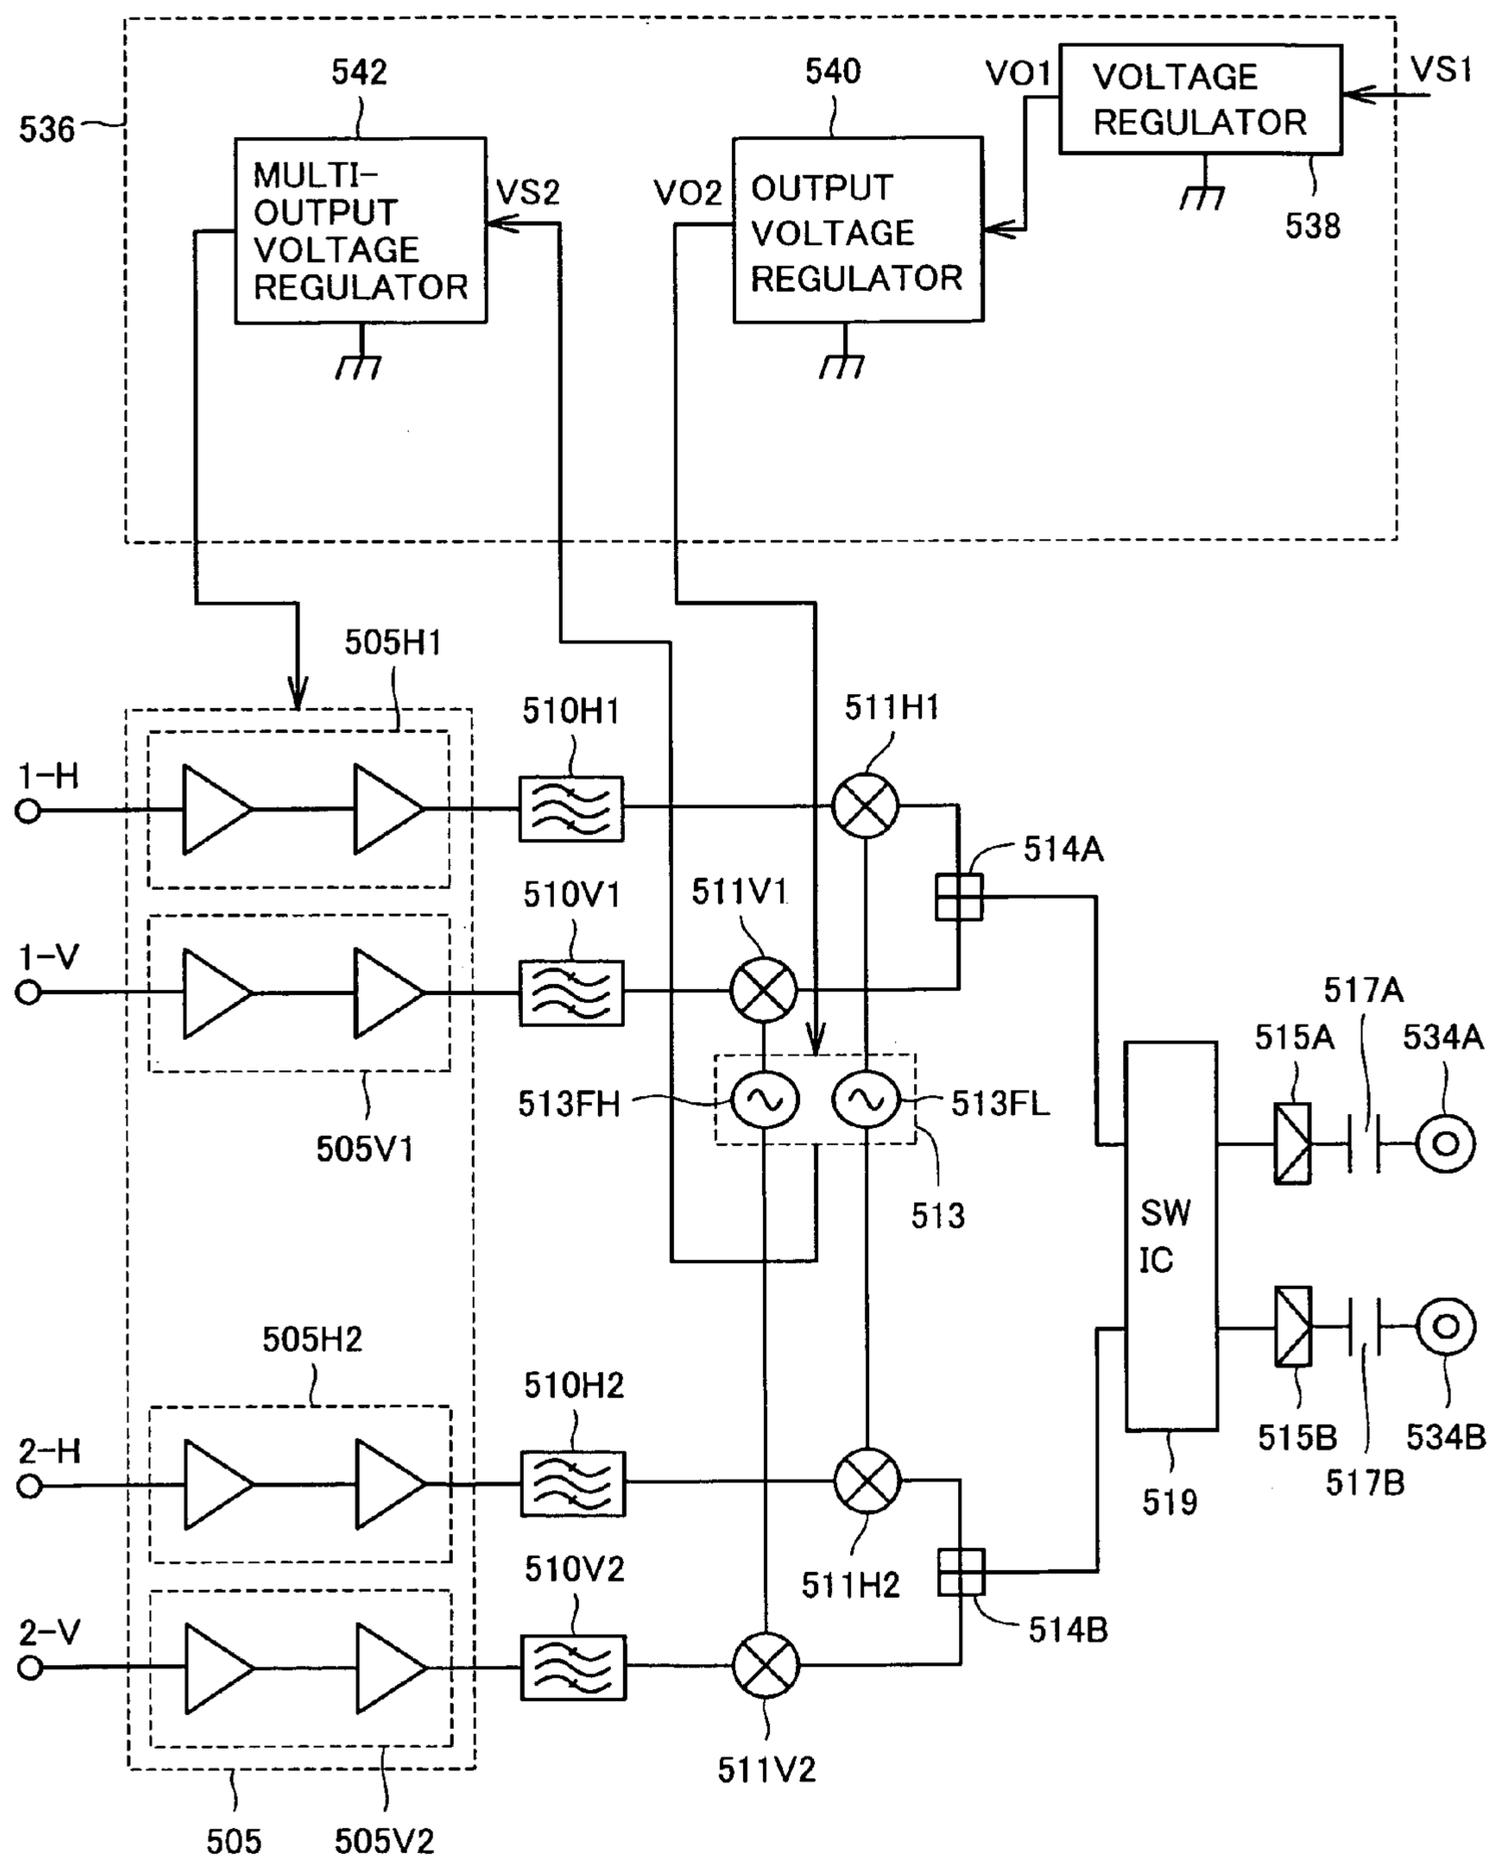 542
540
VO1
VOLTAGE
REGULATOR
VS1
536
MULTI-
OUTPUT
VOLTAGE
REGULATOR
VS2
VO2
OUTPUT
VOLTAGE
REGULATOR
538
505H1
510H1
511H1
1-H
514A
510V1
511V1
1-V
517A
515A
534A
513FH
513FL
505V1
513
SW
IC
505H2
510H2
2-H
515B
534B
517B
519
510V2
511H2
2-V
514B
511V2
505
505V2